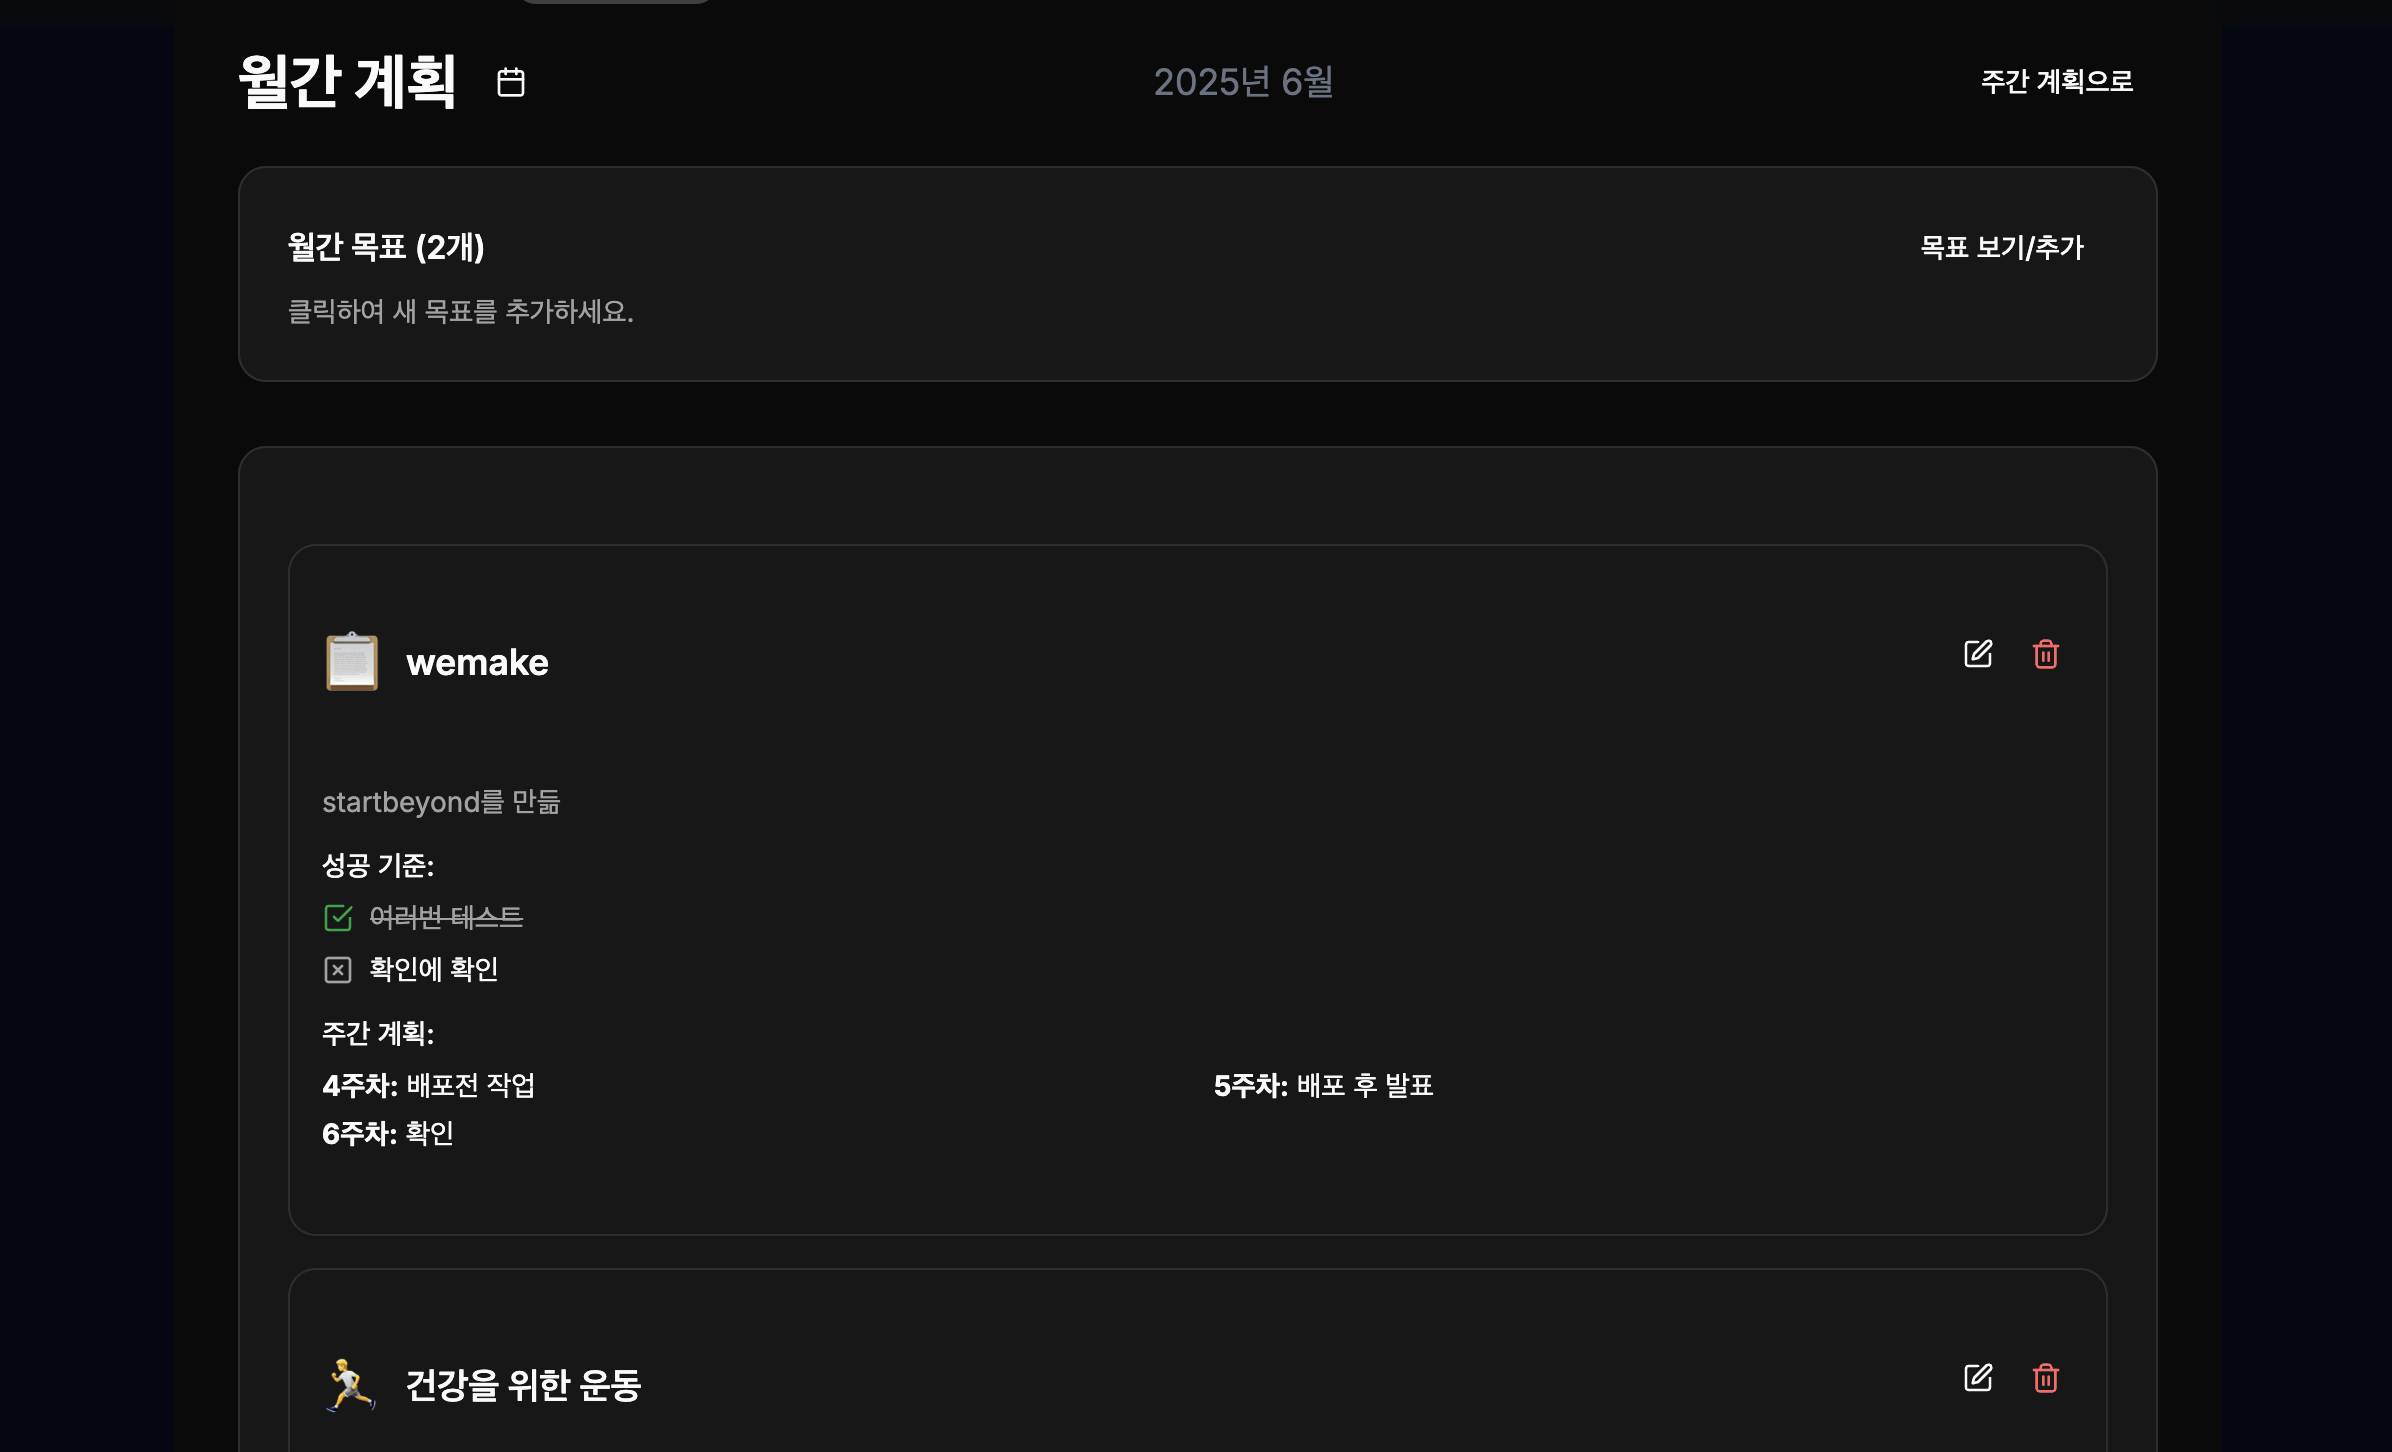 월간 계획
2025년 6월
주간 계획으로
월간 목표 (2개)
목표 보기/추가
클릭하여 새 목표를 추가하세요.
wemake
startbeyond를 만듦
성공 기준:
여러번 테스트
확인에 확인
주간 계획:
4주차: 배포전 작업
5주차: 배포 후 발표
6주차: 확인
건강을 위한 운동